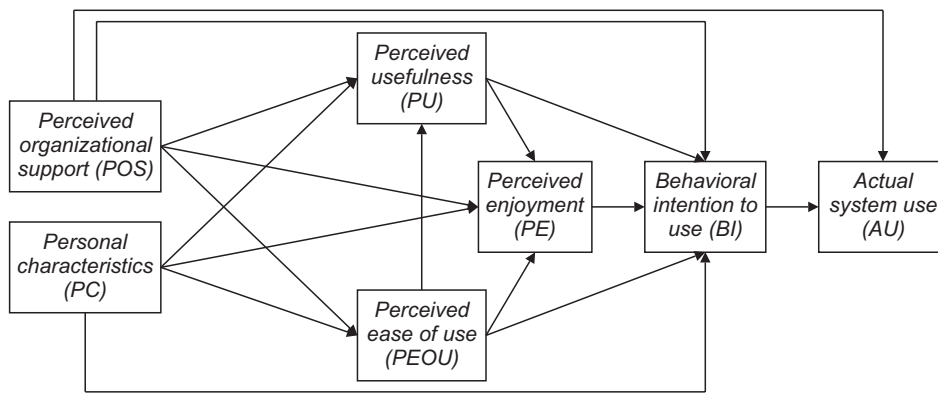 Perceived
organizational
support (POS)
Personal
characteristics
(PC)
Perceived
usefulness
(PU)
Perceived
enjoyment
(PE)
Perceived
ease of use
(PEOU)
Behavioral
intention to
use (BI)
Actual
system use
(AU)